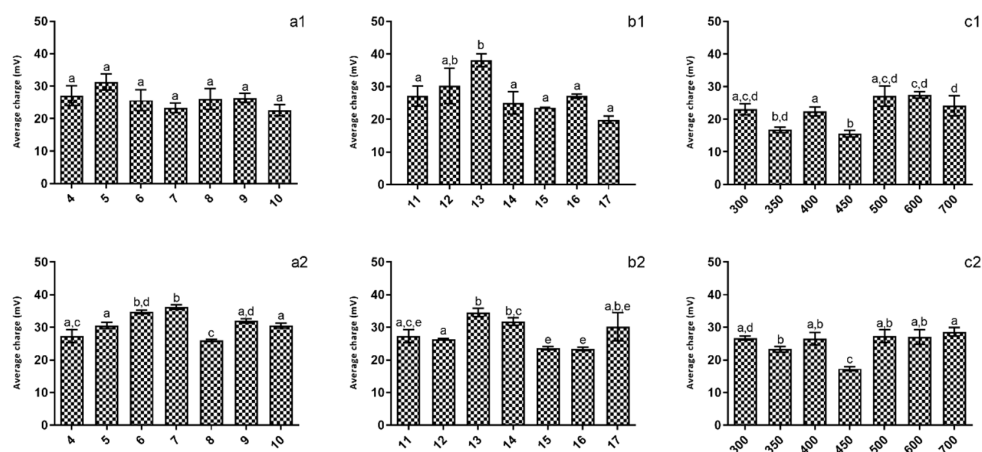 a1
50
40
30
20
10
0
Average charge (mV)
a a a a a a a
4 5 6 7 8 9 10
b1
50
40
30
20
10
0
Average charge (mV)
a a,b b a a a a
11 12 13 14 15 16 17
c1
50
40
30
20
10
0
Average charge (mV)
a,c,d b,d a b a,c,d c,d d
300 350 400 450 500 600 700
a2
50
40
30
20
10
0
Average charge (mV)
a,c a b,d b c a,d a
4 5 6 7 8 9 10
b2
50
40
30
20
10
0
Average charge (mV)
a,c,e a b b,c e e a,b,e
11 12 13 14 15 16 17
c2
50
40
30
20
10
0
Average charge (mV)
a,d b a,b c a,b a,b a
300 350 400 450 500 600 700